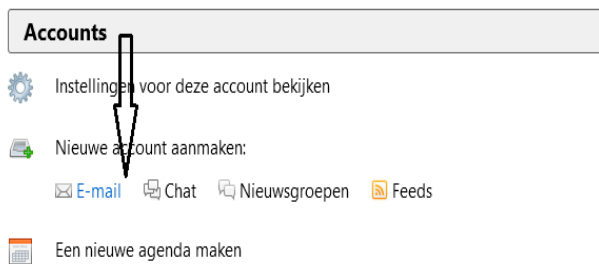 Accounts
Instellingen voor deze account bekijken
Nieuwe account aanmaken:
E-mail Chat Nieuwsgroepen Feeds
Een nieuwe agenda maken